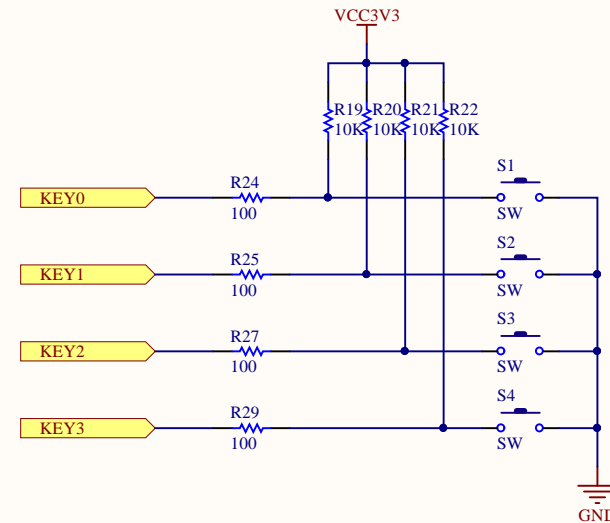 VCC3V3
R19 R20 R21 R22
10K 10K 10K 10K
S1
R24
KEY0
100
SW
S2
R25
KEY1
100
SW
S3
R27
KEY2
100
SW
S4
R29
KEY3
100
SW
GND